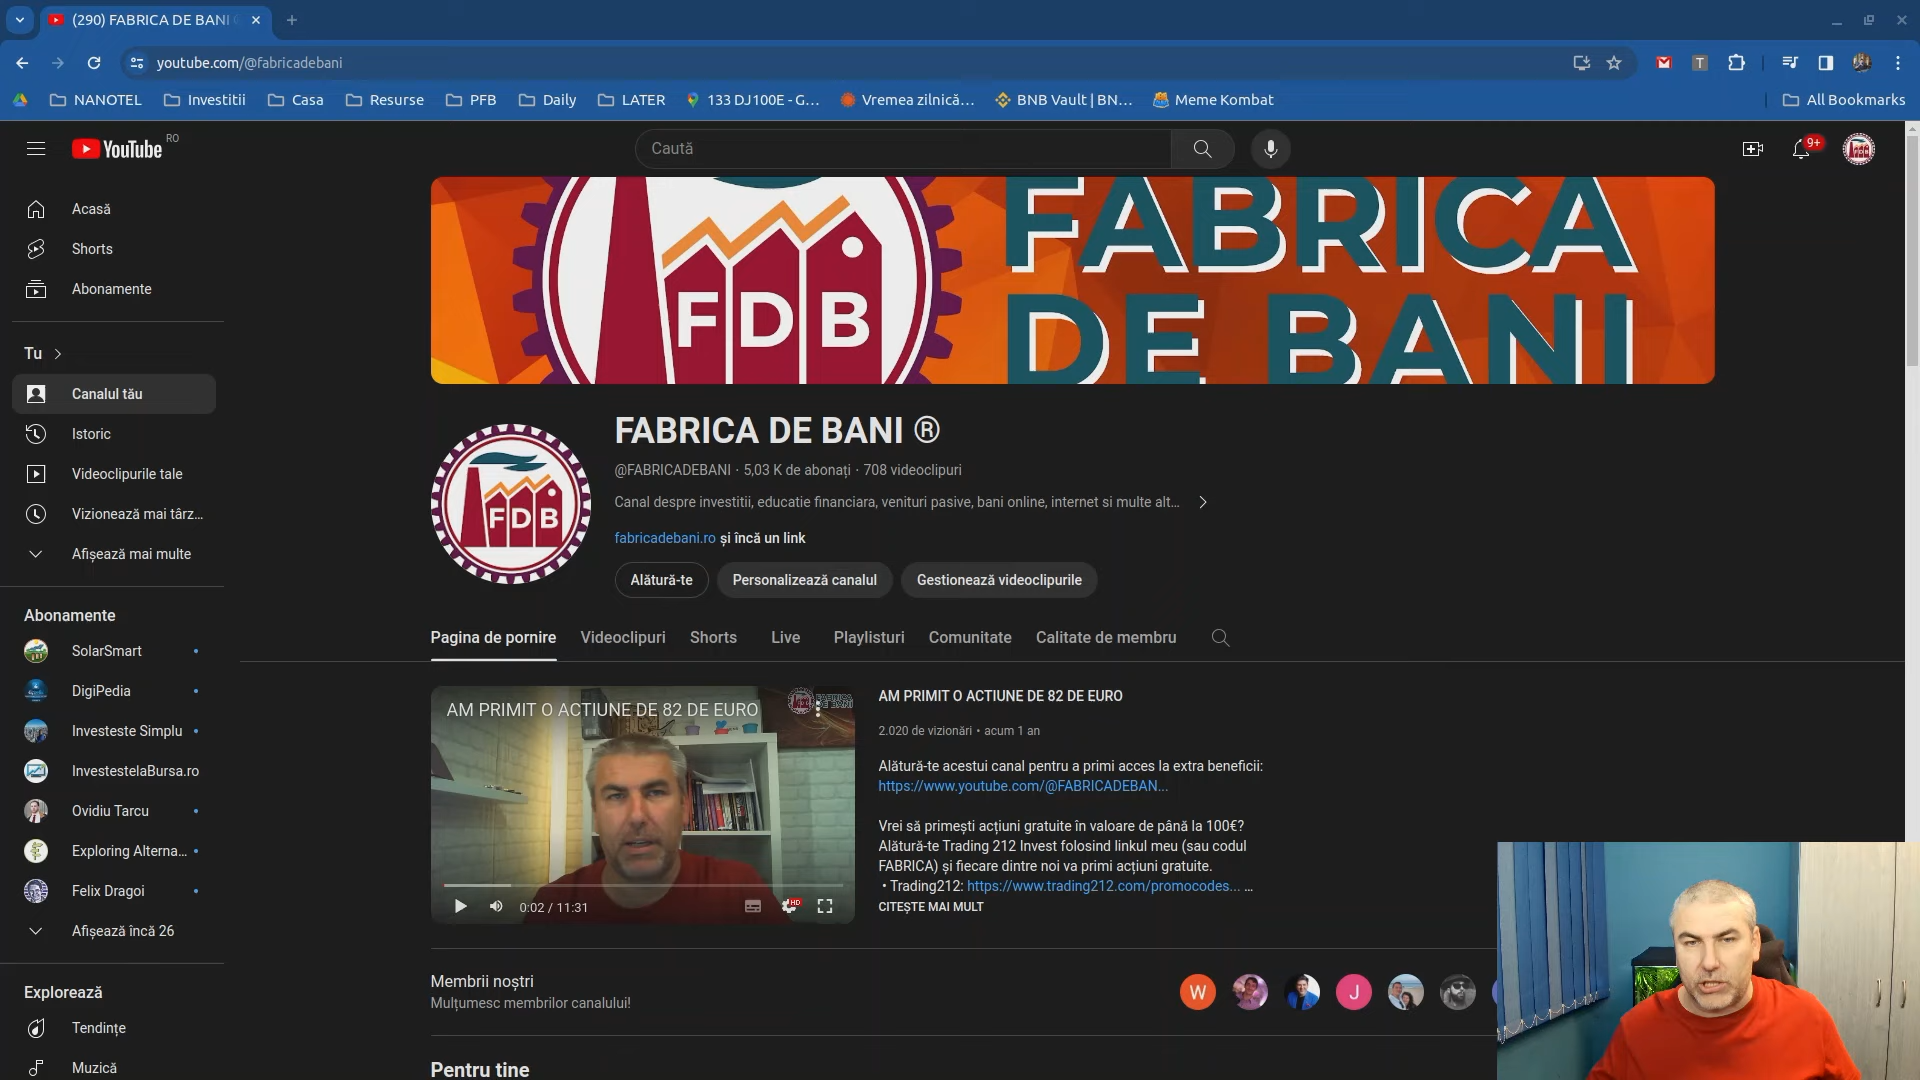 (290) FABRICA DE BANI
youtube.com/@fabricadebani
NANOTEL
Investitii
Casa
Resurse
PFB
Daily
LATER
133 DJ100E - G...
Vremea zilnică...
BNB Vault | BN...
Meme Kombat
All Bookmarks
YouTube
RO
Caută
9+
Acasă
Shorts
Abonamente
Tu
Canalul tău
Istoric
Videoclipurile tale
Vizionează mai târz...
Afișează mai multe
Abonamente
SolarSmart
DigiPedia
Investeste Simplu
InvestestelaBursa.ro
Ovidiu Tarcu
Exploring Alterna...
Felix Dragoi
Afișează încă 26
Explorează
Tendințe
Muzică
FDB
FABRICA
DE BANI
FDB
FABRICA DE BANI ®
@FABRICADEBANI · 5,03 K de abonați · 708 videoclipuri
Canal despre investitii, educatie financiara, venituri pasive, bani online, internet si multe alt...
fabricadebani.ro și încă un link
Alătură-te
Personalizează canalul
Gestionează videoclipurile
Pagina de pornire
Videoclipuri
Shorts
Live
Playlisturi
Comunitate
Calitate de membru
AM PRIMIT O ACTIUNE DE 82 DE EURO
FABRICA
DE BANI
0:02 / 11:31
HD
AM PRIMIT O ACTIUNE DE 82 DE EURO
2.020 de vizionări • acum 1 an
Alătură-te acestui canal pentru a primi acces la extra beneficii:
https://www.youtube.com/@FABRICADEBAN...
Vrei să primești acțiuni gratuite în valoare de până la 100€?
Alătură-te Trading 212 Invest folosind linkul meu (sau codul
FABRICA) și fiecare dintre noi va primi acțiuni gratuite.
• Trading212: https://www.trading212.com/promocodes... ...
CITEȘTE MAI MULT
Membrii noștri
Mulțumesc membrilor canalului!
W
J
Pentru tine